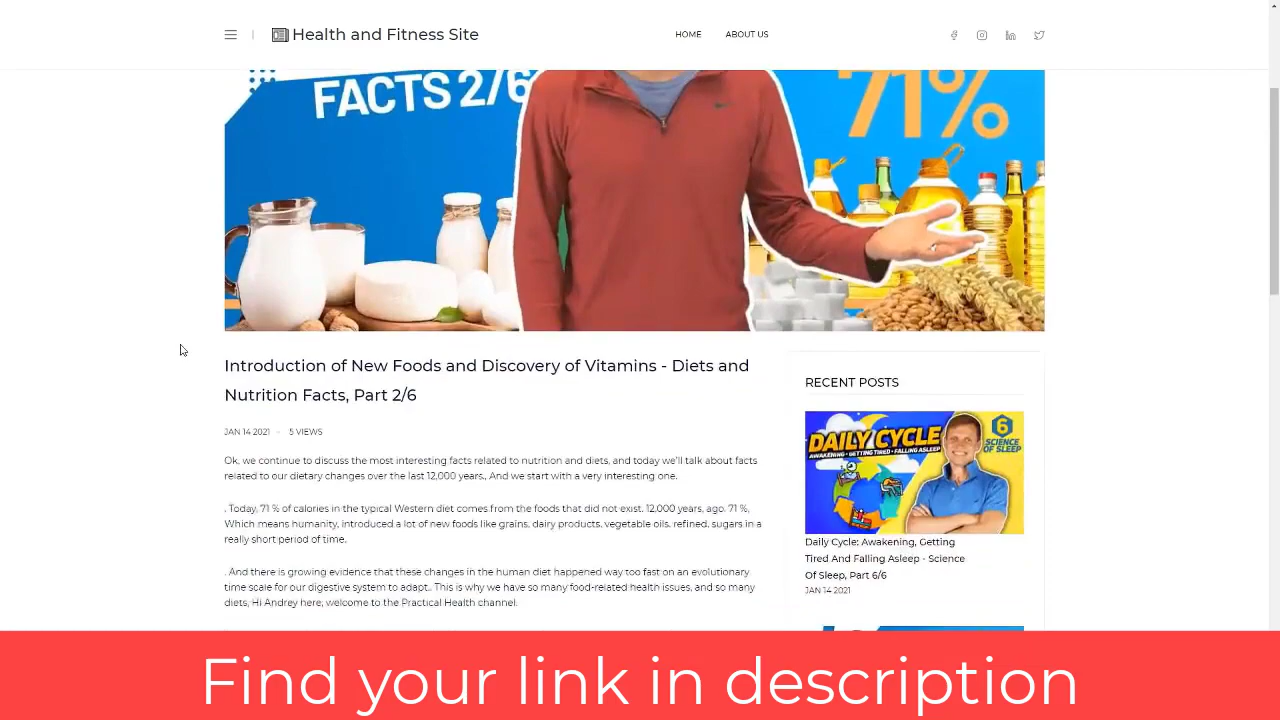 Health and Fitness Site
HOME
ABOUT US
FACTS 2/6
71%
Introduction of New Foods and Discovery of Vitamins - Diets and
Nutrition Facts, Part 2/6
JAN 14 2021 - 5 VIEWS
Ok, we continue to discuss the most interesting facts related to nutrition and diets, and today we'll talk about facts
related to our dietary changes over the last 12,000 years,. And we start with a very interesting one.
. Today, 71 % of calories in the typical Western diet comes from the foods that did not exist. 12,000 years, ago. 71 %,
Which means humanity, introduced a lot of new foods like grains, dairy products, vegetable oils, refined, sugars in a
really short period of time.
. And there is growing evidence that these changes in the human diet happened way too fast on an evolutionary
time scale for our digestive system to adapt,. This is why we have so many food-related health issues, and so many
diets, Hi Andrey here, welcome to the Practical Health channel.
RECENT POSTS
DAILY CYCLE
AWAKENING • GETTING TIRED • FALLING ASLEEP
6
SCIENCE
OF SLEEP
Daily Cycle: Awakening, Getting
Tired And Falling Asleep - Science
Of Sleep, Part 6/6
JAN 14 2021
Find your link in description